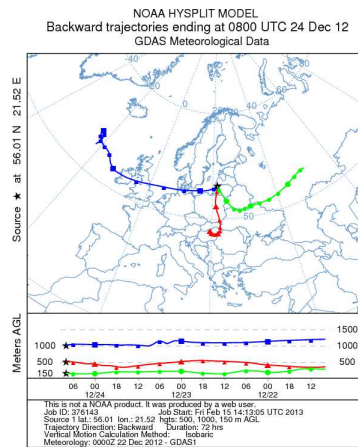 NOAA HYSPLIT MODEL
Backward trajectories ending at 0800 UTC 24 Dec 12
GDAS Meteorological Data
Source ★ at 56.01 N 21.52 E
-40
40
60
50
Meters AGL
1500
1000
1000
500
500
150
06 00 18 12 06 00 18 12 06 00 18 12
12/24 12/23 12/22
This is not a NOAA product. It was produced by a web user.
Job ID: 376143 Job Start: Fri Feb 15 14:13:05 UTC 2013
Source 1 lat.: 56.01 lon.: 21.52 hgts: 500, 1000, 150 m AGL
Trajectory Direction: Backward Duration: 72 hrs
Vertical Motion Calculation Method: Isobaric
Meteorology: 0000Z 22 Dec 2012 - GDAS1